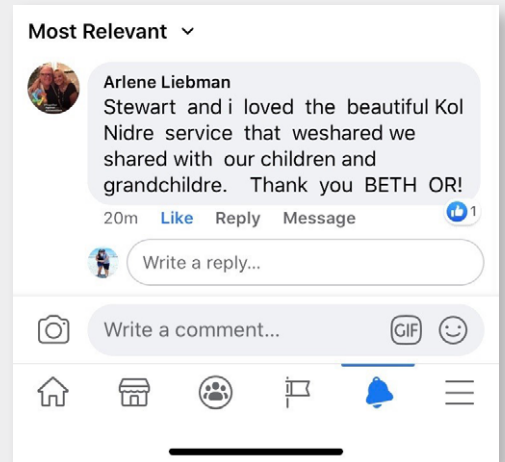 Most Relevant
Arlene Liebman
Stewart and i loved the beautiful Kol
Nidre service that weshared we
shared with our children and
grandchildre. Thank you BETH OR!
20m Like Reply Message 1
Write a reply...
Write a comment... GIF